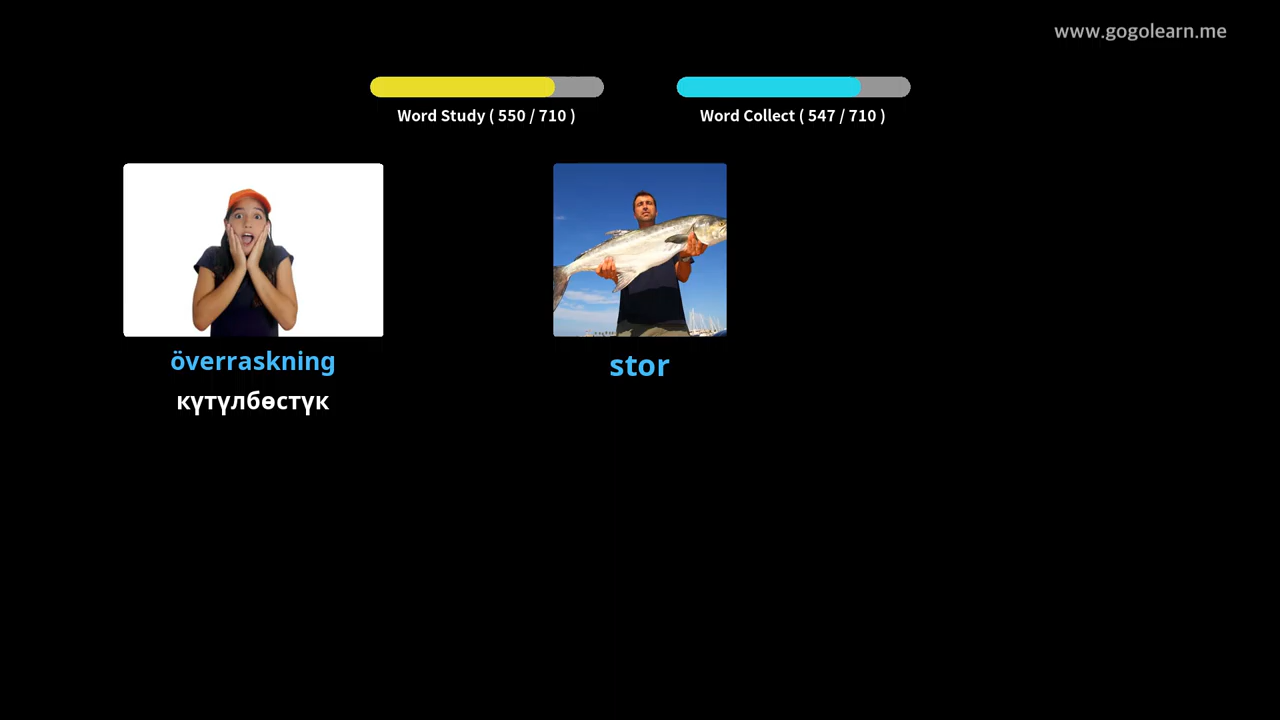 www.gogolearn.me
Word Study ( 550 / 710 )
Word Collect ( 547 / 710 )
överraskning
күтүлбөстүк
stor